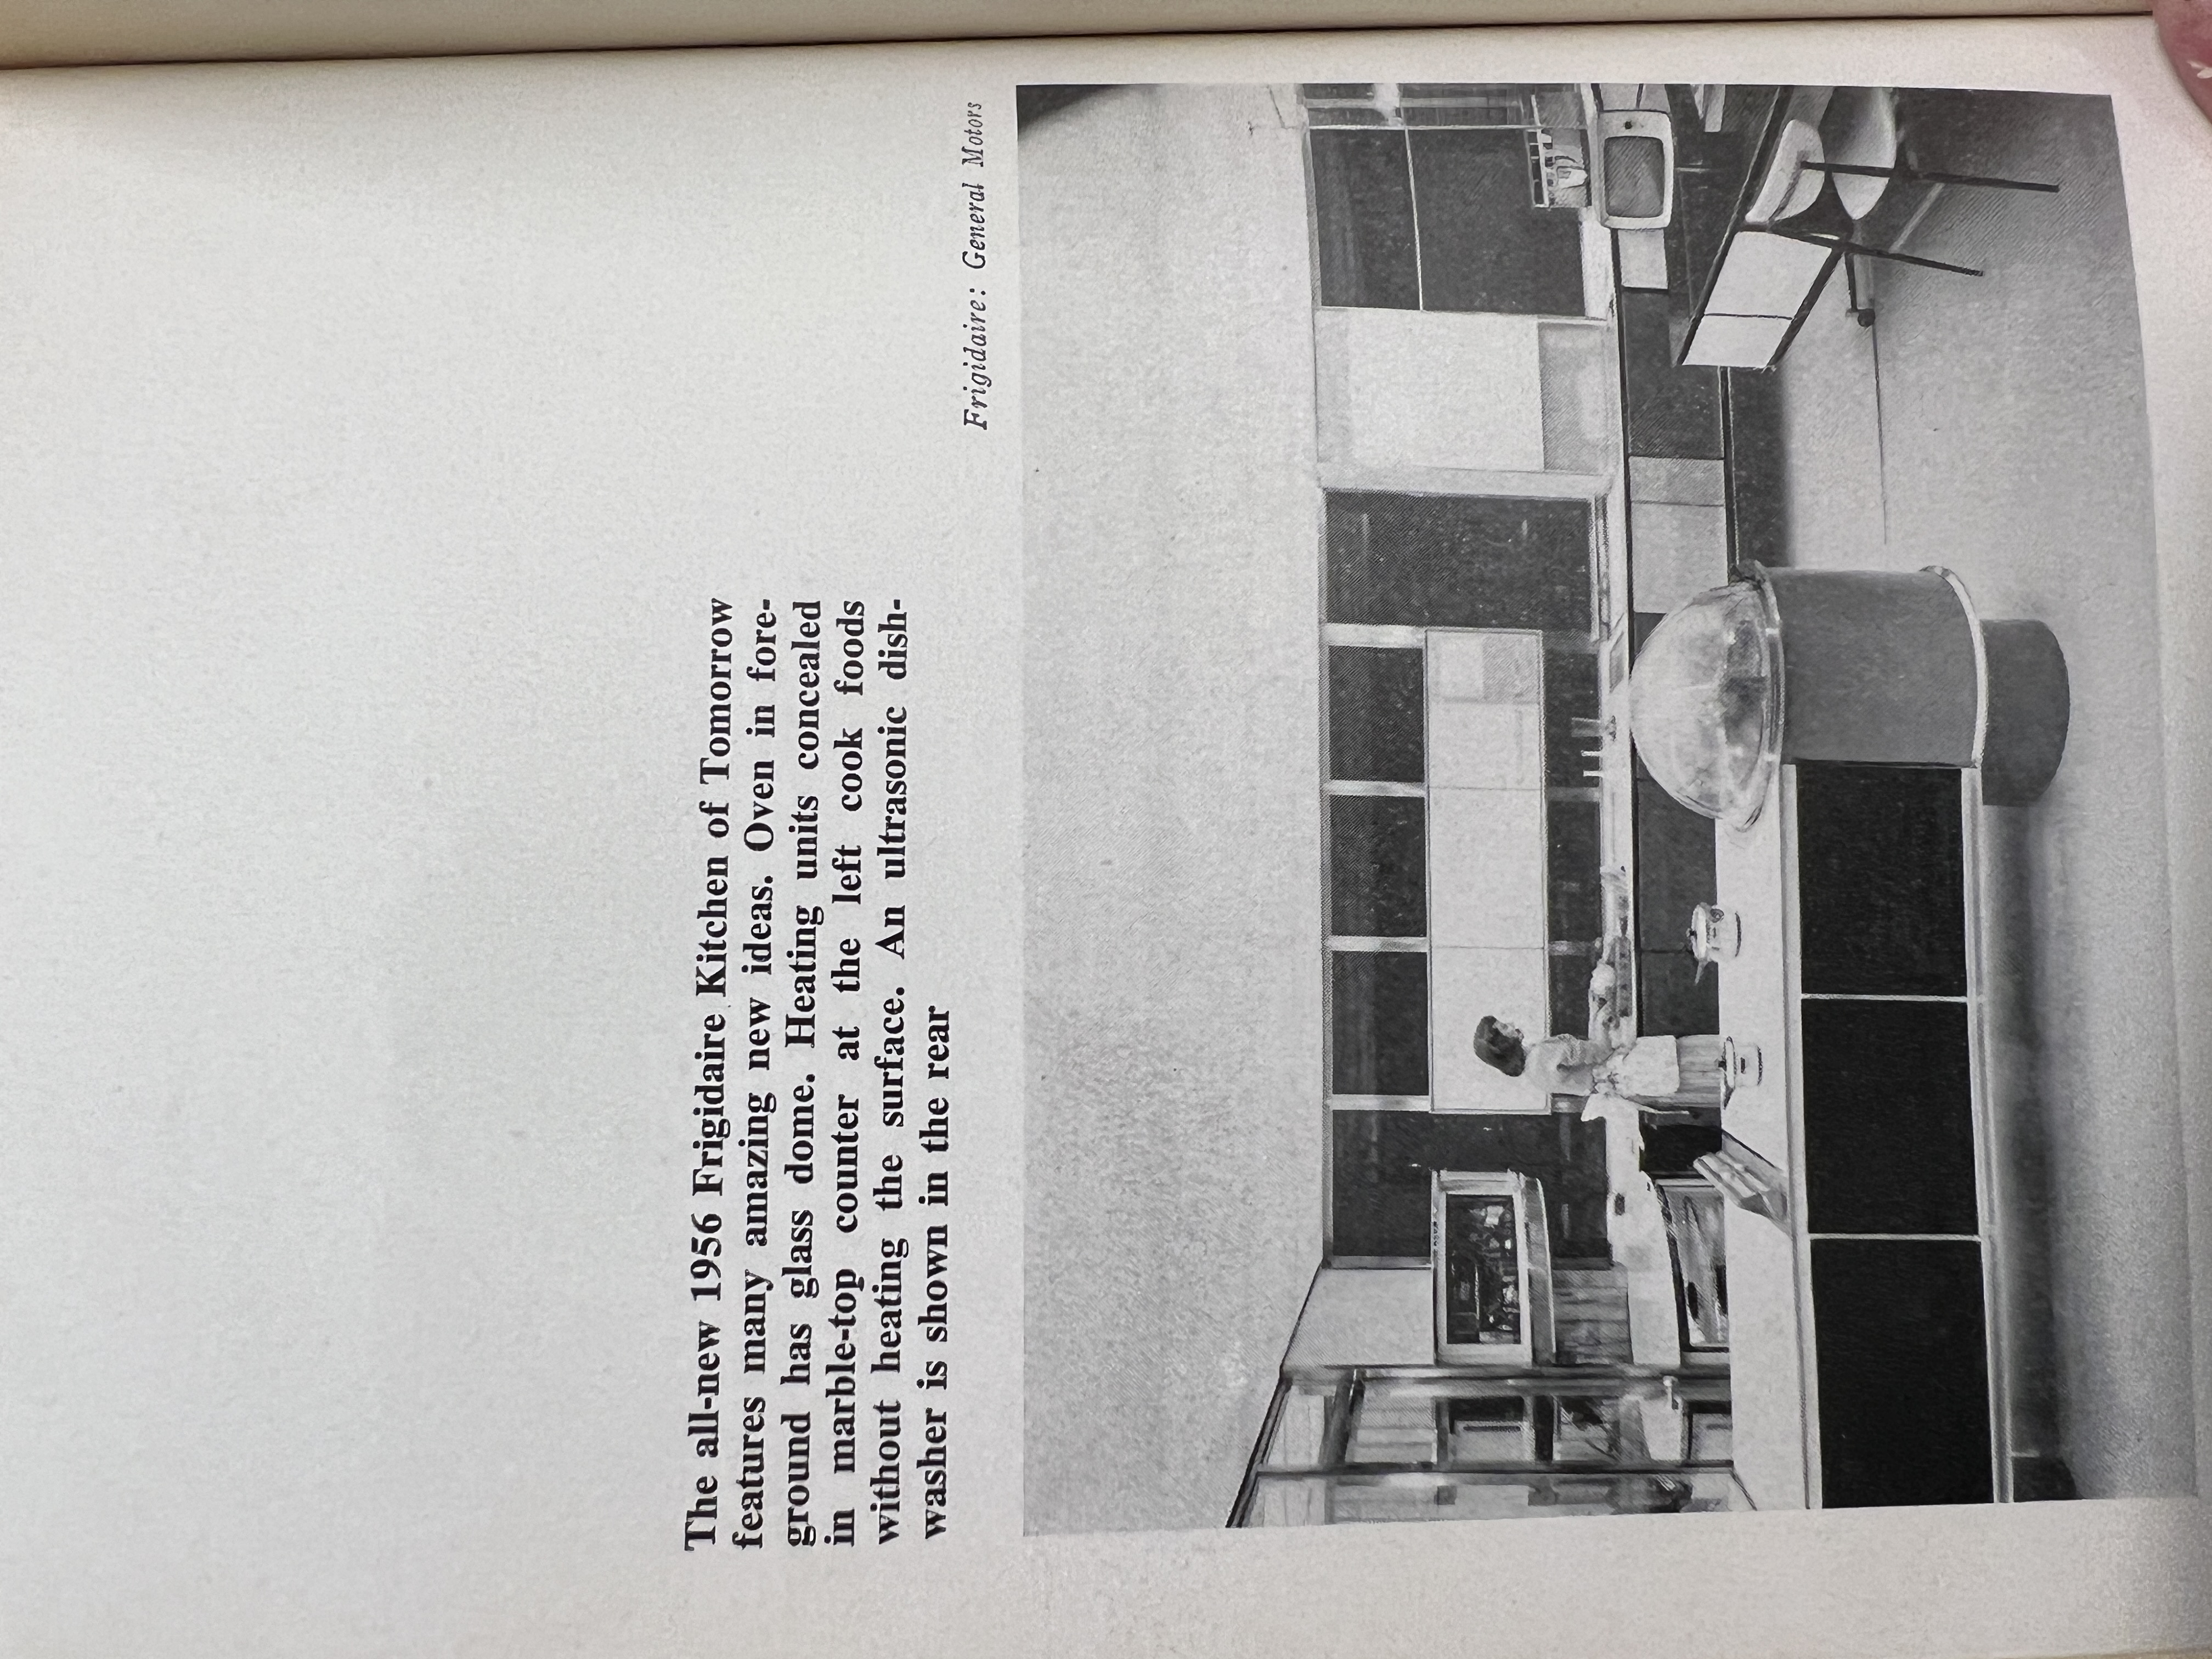 The all-new 1956 Frigidaire Kitchen of Tomorrow
features many amazing new ideas. Oven in fore-
ground has glass dome. Heating units concealed
in marble-top counter at the left cook foods
without heating the surface. An ultrasonic dish-
washer is shown in the rear
Frigidaire: General Motors